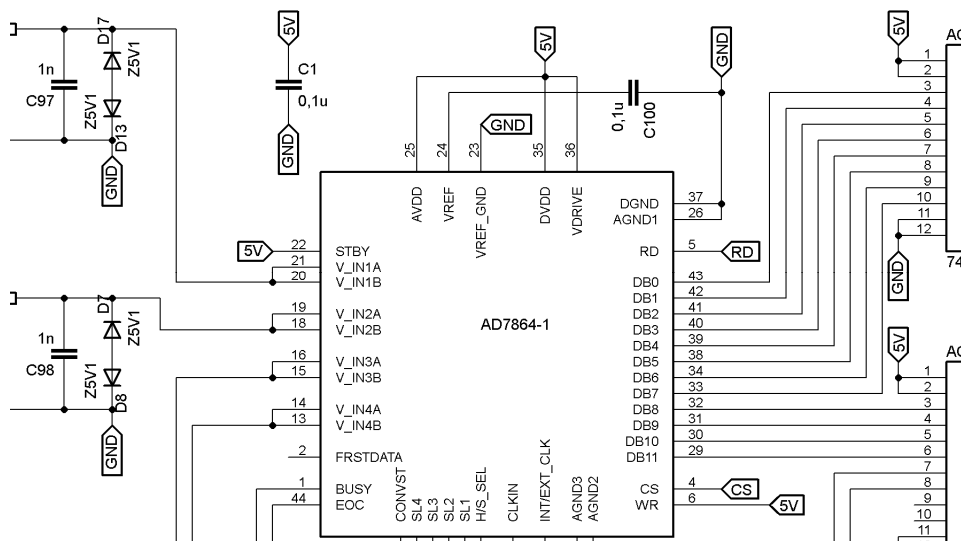 D17
Z5V1
1n
C97
Z5V1
D13
GND
5V
C1
0,1u
GND
5V
0,1u
C100
GND
GND
25
24
23
35
36
AVDD
VREF
VREF_GND
DVDD
VDRIVE
5V
22 STBY
21 V_IN1A
20 V_IN1B
19 V_IN2A
18 V_IN2B
16 V_IN3A
15 V_IN3B
14 V_IN4A
13 V_IN4B
2 FRSTDATA
1 BUSY
44 EOC
AD7864-1
DGND 37
AGND1 26
RD 5 RD
DB0 43
DB1 42
DB2 41
DB3 40
DB4 39
DB5 38
DB6 34
DB7 33
DB8 32
DB9 31
DB10 30
DB11 29
CS 4 CS
WR 6 5V
CONVST
SL4
SL3
SL2
SL1
H/S_SEL
CLKIN
INT/EXT_CLK
AGND3
AGND2
D7
Z5V1
1n
C98
Z5V1
D8
GND
5V
1
2
3
4
5
6
7
8
9
10
11
12
GND
74
5V
1
2
3
4
5
6
7
8
9
10
11